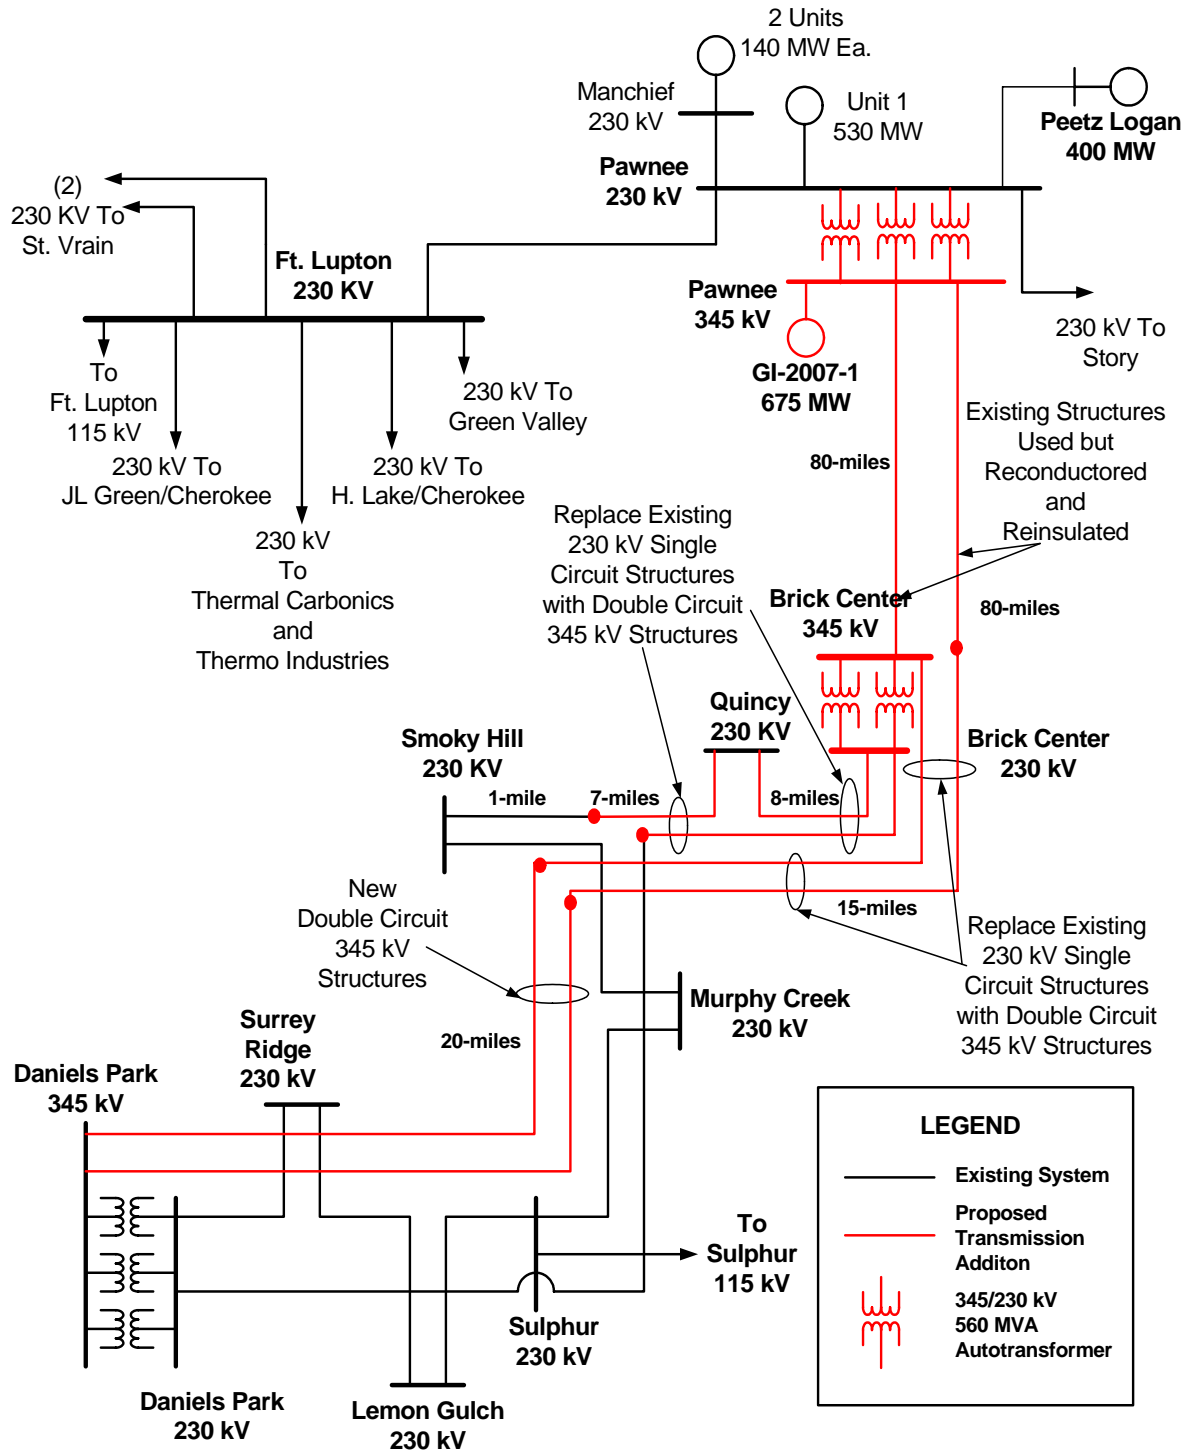 2 Units
140 MW Ea.
Manchief
230 kV
Unit 1
530 MW
Peetz Logan
400 MW
Pawnee
230 kV
(2)
230 KV To
St. Vrain
Ft. Lupton
230 KV
Pawnee
345 kV
230 kV To
Story
GI-2007-1
675 MW
To
Ft. Lupton
115 kV
230 kV To
Green Valley
230 kV To
JL Green/Cherokee
230 kV To
H. Lake/Cherokee
230 kV
To
Thermal Carbonics
and
Thermo Industries
80-miles
Existing Structures
Used but
Reconductored
and
Reinsulated
Replace Existing
230 kV Single
Circuit Structures
with Double Circuit
345 kV Structures
Brick Center
345 kV
80-miles
Quincy
230 KV
Brick Center
230 kV
Smoky Hill
230 KV
1-mile
7-miles
8-miles
New
Double Circuit
345 kV
Structures
15-miles
Replace Existing
230 kV Single
Circuit Structures
with Double Circuit
345 kV Structures
Murphy Creek
230 kV
20-miles
Surrey
Ridge
230 kV
Daniels Park
345 kV
To
Sulphur
115 kV
Sulphur
230 kV
Daniels Park
230 kV
Lemon Gulch
230 kV
LEGEND
Existing System
Proposed
Transmission
Additon
345/230 kV
560 MVA
Autotransformer